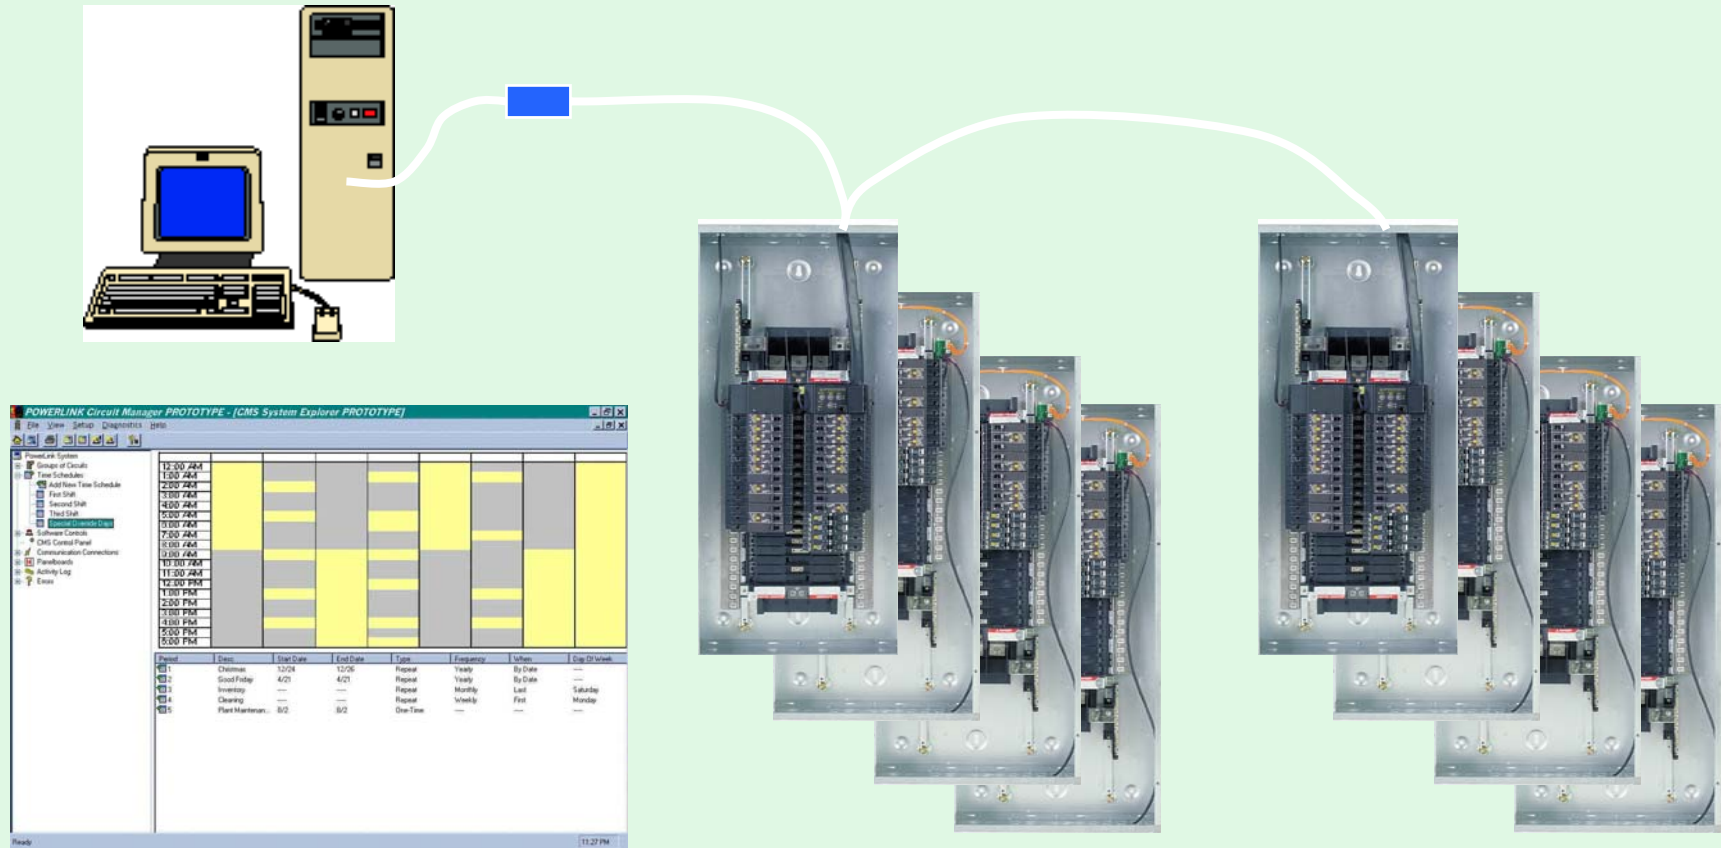 POWERLINK Circuit Manager PROTOTYPE - [CMS System Explorer PROTOTYPE]
File View Setup Diagnostics Help
PowerLink System
Groups of Circuits
Time Schedules
Add New Time Schedule
First Shift
Second Shift
Third Shift
Special Override Days
Software Controls
CMS Control Panel
Communication Connections
Panelboards
Activity Log
Errors
12:00 AM
1:00 AM
2:00 AM
3:00 AM
4:00 AM
5:00 AM
6:00 AM
7:00 AM
8:00 AM
9:00 AM
10:00 AM
11:00 AM
12:00 PM
1:00 PM
2:00 PM
3:00 PM
4:00 PM
5:00 PM
6:00 PM
Period Desc Start Date End Date Type Frequency When Day Of Week
1 Christmas 12/24 12/26 Repeat Yearly By Date ----
2 Good Friday 4/21 4/21 Repeat Yearly By Date ----
3 Inventory ---- ---- Repeat Monthly Last Saturday
4 Cleaning ---- ---- Repeat Weekly First Monday
5 Plant Maintenan... 8/2 8/2 One-Time ---- ---- ----
Ready 11:27 PM